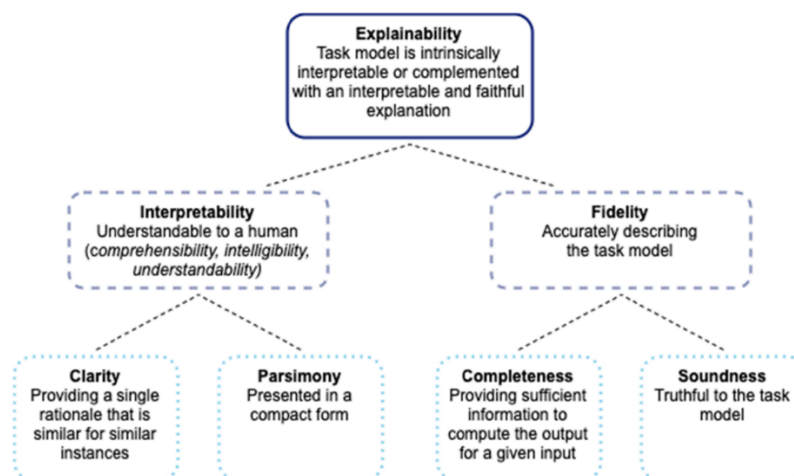 Explainability
Task model is intrinsically
interpretable or complemented
with an interpretable and faithful
explanation
Interpretability
Understandable to a human
(comprehensibility, intelligibility,
understandability)
Fidelity
Accurately describing
the task model
Clarity
Providing a single
rationale that is
similar for similar
instances
Parsimony
Presented in a
compact form
Completeness
Providing sufficient
information to
compute the output
for a given input
Soundness
Truthful to the task
model